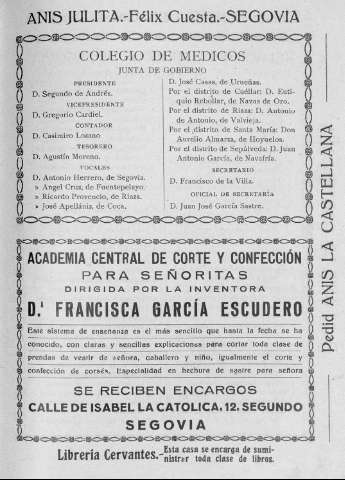 ANIS JULITA.-Félix Cuesta.-SEGOVIA
COLEGIO DE MEDICOS
JUNTA DE GOBIERNO
PRESIDENTE
D. Segundo de Andrés.
VICEPRESIDENTE
D. Gregorio Cardiel.
CONTADOR
D. Casimiro Lozano.
TESORERO
D. Agustín Moreno.
VOCALES
D. Antonio Herrero, de Segovia.
» Angel Cruz, de Fuentepelayo.
» Ricardo Provencio, de Riaza.
» José Apellániz, de Coca.
D. José Casas, de Urueñas.
Por el distrito de Cuéllar: D. Euti-
quio Rebollar, de Navas de Oro.
Por el distrito de Riaza: D. Antonio
de Antonio, de Valvieja.
Por el distrito de Santa María: Don
Aurelio Almarza, de Hoyuelos.
Por el distrito de Sepúlveda: D. Juan
Antonio García, de Navafría.
SECRETARIO
D. Francisco de la Villa.
OFICIAL DE SECRETARÍA
D. Juan José García Sastre.
ACADEMIA CENTRAL DE CORTE Y CONFECCIÓN
PARA SEÑORITAS
DIRIGIDA POR LA INVENTORA
D.ª FRANCISCA GARCÍA ESCUDERO
Este sistema de enseñanza es el más sencillo que hasta la fecha se ha
conocido, con claras y sencillas explicaciones para cortar toda clase de
prendas de vestir de señora, caballero y niño, igualmente el corte y
confección de corsés. Especialidad en hechura de sastre para señora
SE RECIBEN ENCARGOS
CALLE DE ISABEL LA CATOLICA, 12, SEGUNDO
SEGOVIA
Librería Cervantes.-Esta casa se encarga de sumi-
nistrar toda clase de libros.
Pedid ANIS LA CASTELLANA